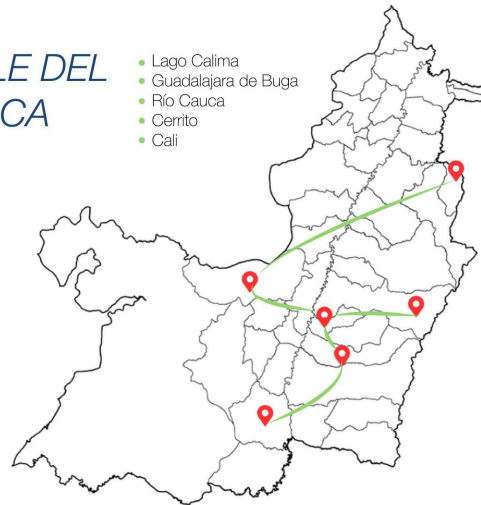 LE DEL
CA
Lago Calima
Guadalajara de Buga
Río Cauca
Cerrito
Cali